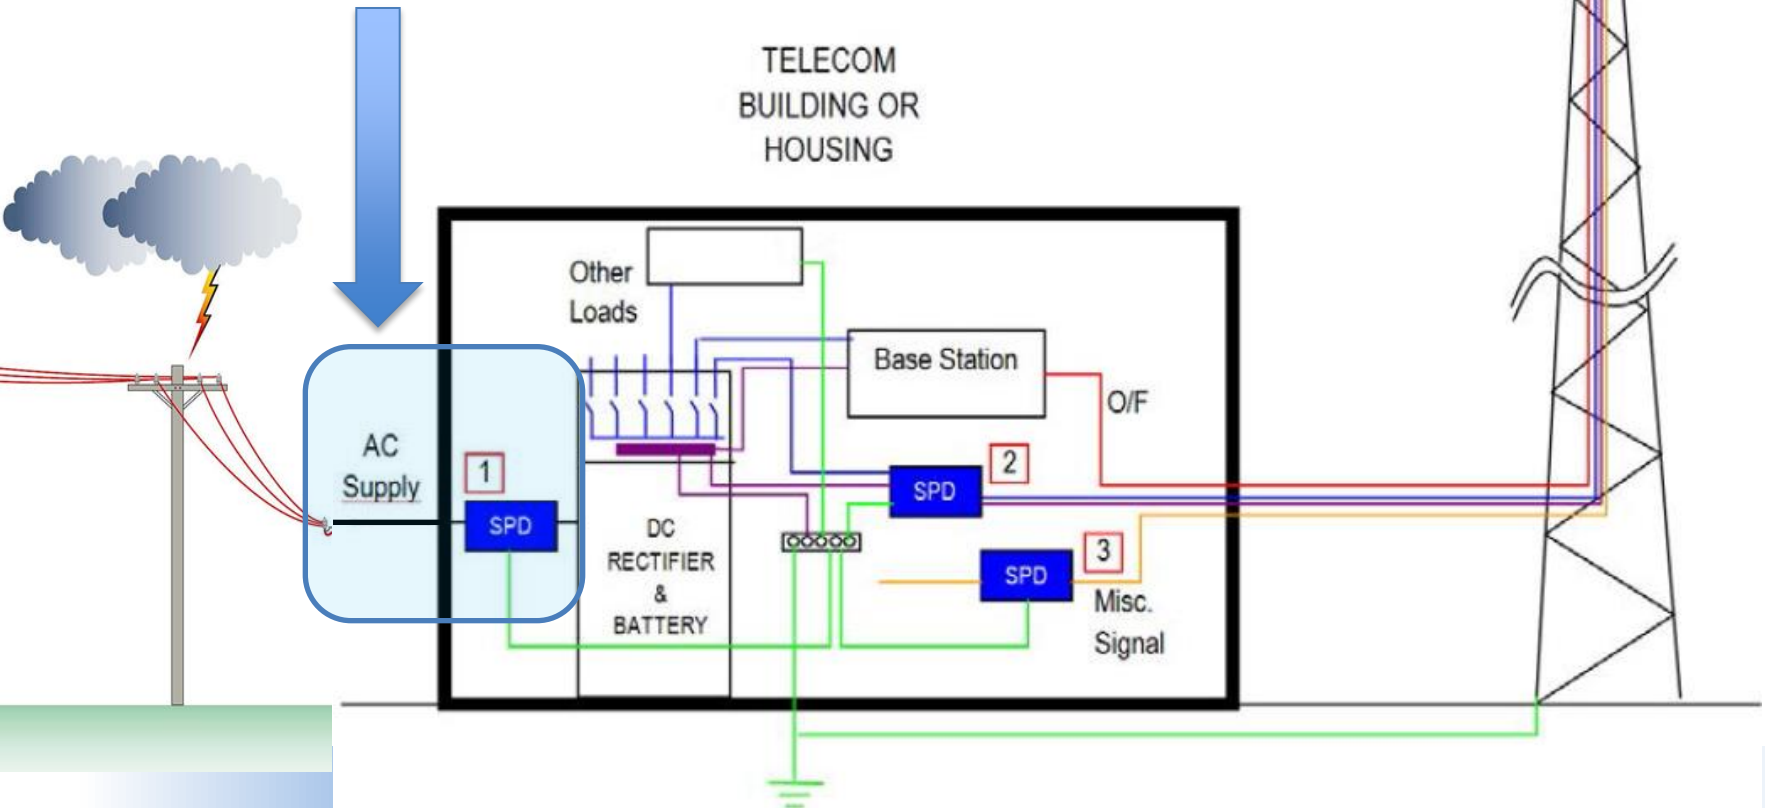 TELECOM
BUILDING OR
HOUSING
Other
Loads
Base Station
O/F
AC
Supply
1
SPD
2
SPD
DC
RECTIFIER
&
BATTERY
3
SPD
Misc.
Signal